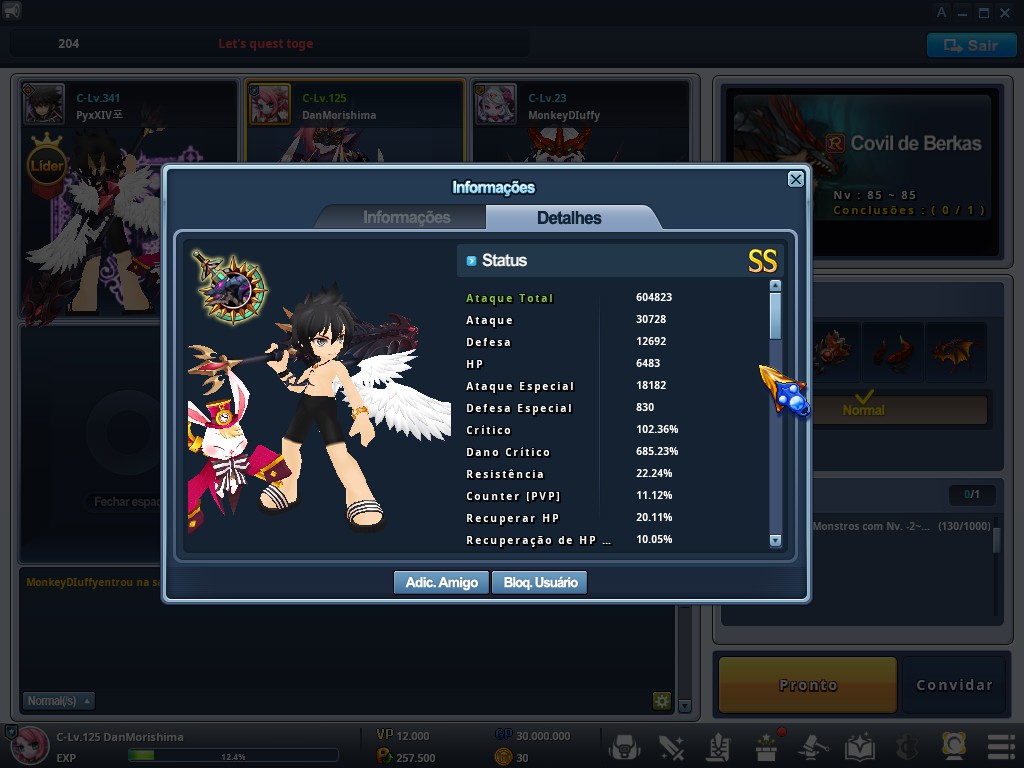 A
204 Let's quest toge
Sair
C-Lv.341
PyxXIV포
C-Lv.125
DanMorishima
C-Lv.23
MonkeyDIuffy
Líder
R Covil de Berkas
Nv : 85 ~ 85
Conclusões : ( 0 / 1 )
Informações
Informações Detalhes
Status SS
Ataque Total 604823
Ataque 30728
Defesa 12692
HP 6483
Ataque Especial 18182
Defesa Especial 830
Crítico 102.36%
Dano Crítico 685.23%
Resistência 22.24%
Counter [PVP] 11.12%
Recuperar HP 20.11%
Recuperação de HP ... 10.05%
Adic. Amigo Bloq. Usuário
Normal
Fechar espaç
0/1
Monstros com Nv. -2~... (130/1000)
MonkeyDIuffyentrou na sa
Normal(/s)
Pronto Convidar
C-Lv.125 DanMorishima
EXP 12.4%
VP 12.000
GP 30.000.000
257.500
30